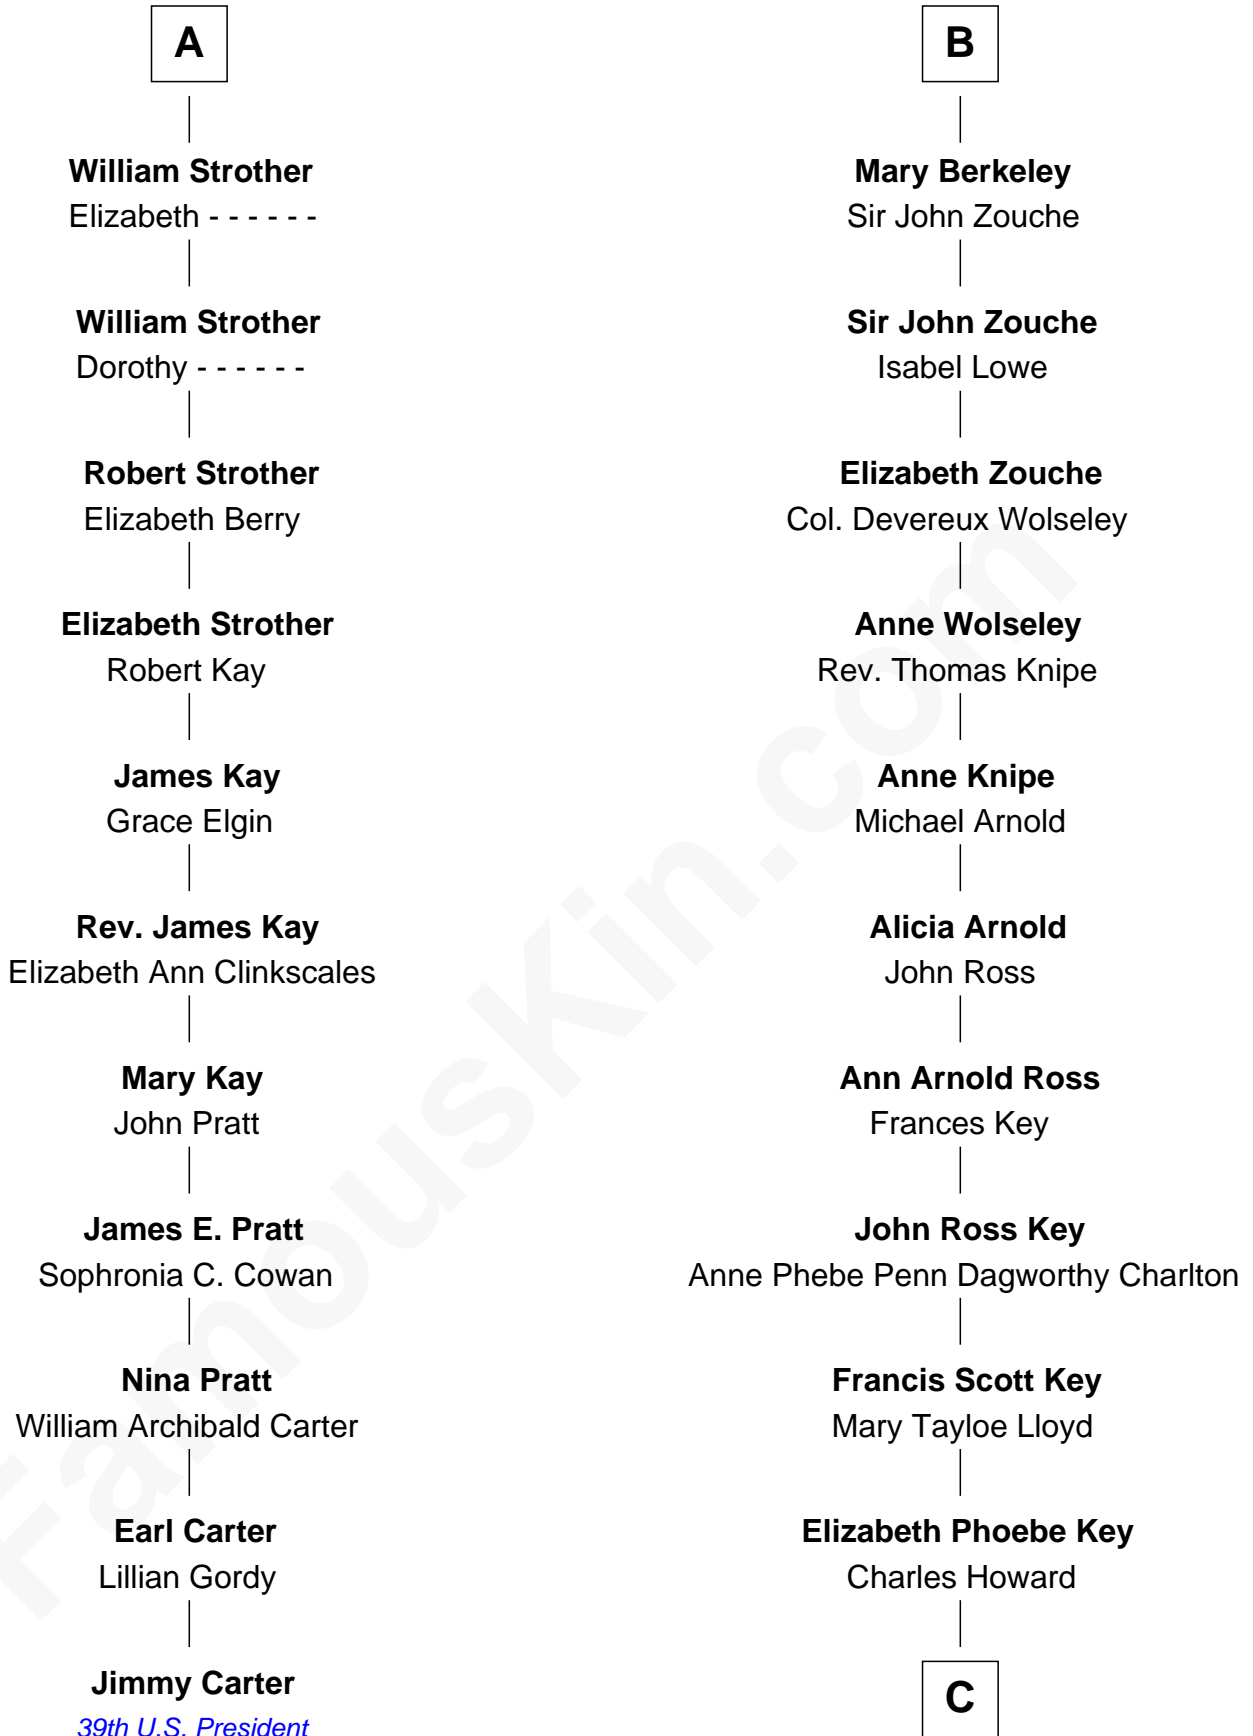 A
William Strother
Elizabeth - - - - - -
William Strother
Dorothy - - - - - -
Robert Strother
Elizabeth Berry
Elizabeth Strother
Robert Kay
James Kay
Grace Elgin
Rev. James Kay
Elizabeth Ann Clinkscales
Mary Kay
John Pratt
James E. Pratt
Sophronia C. Cowan
Nina Pratt
William Archibald Carter
Earl Carter
Lillian Gordy
Jimmy Carter
39th U.S. President
B
Mary Berkeley
Sir John Zouche
Sir John Zouche
Isabel Lowe
Elizabeth Zouche
Col. Devereux Wolseley
Anne Wolseley
Rev. Thomas Knipe
Anne Knipe
Michael Arnold
Alicia Arnold
John Ross
Ann Arnold Ross
Frances Key
John Ross Key
Anne Phebe Penn Dagworthy Charlton
Francis Scott Key
Mary Tayloe Lloyd
Elizabeth Phoebe Key
Charles Howard
C
FamousKin.com